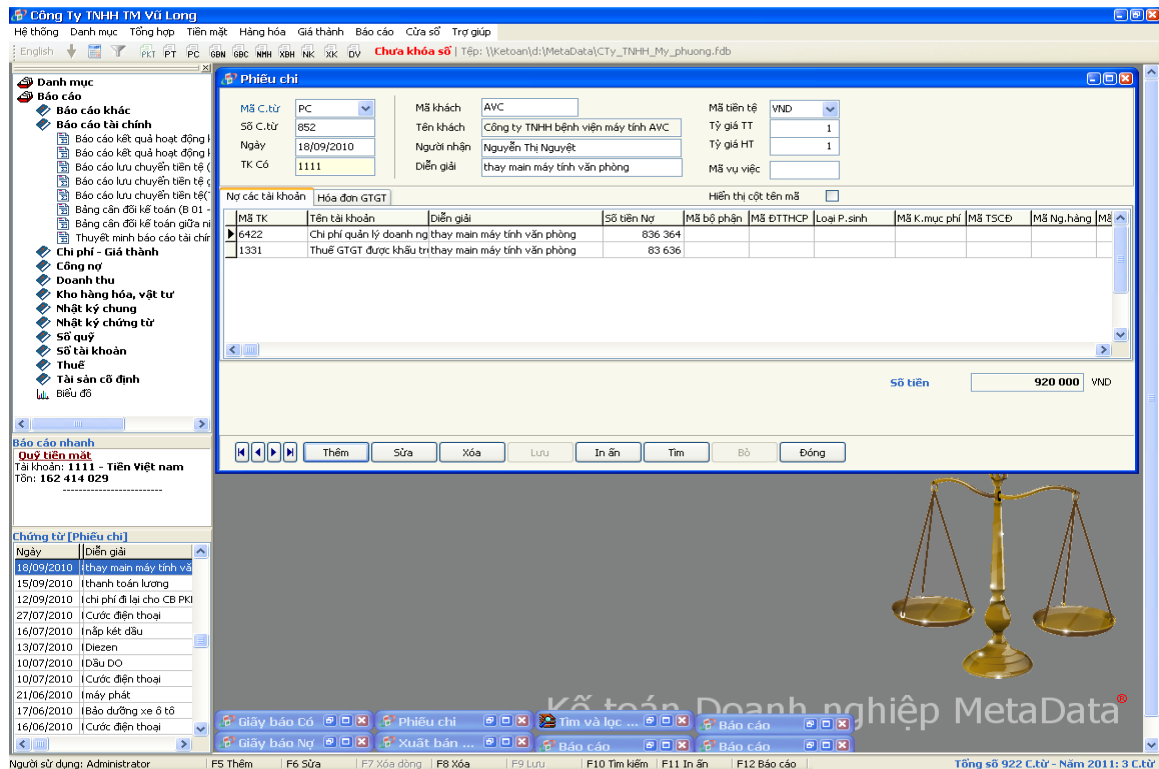 Công Ty TNHH TM Vũ Long
Hệ thống Danh mục Tổng hợp Tiền mặt Hàng hóa Giá thành Báo cáo Cửa sổ Trợ giúp
English PKT PT PC GBN GBC NMH XBH NK XK DV Chưa khóa sổ | Tệp: \\Ketoan\d:\MetaData\CTy_TNHH_My_phuong.fdb
Danh mục
Báo cáo
Báo cáo khác
Báo cáo tài chính
Báo cáo kết quả hoạt động k
Báo cáo kết quả hoạt động k
Báo cáo lưu chuyển tiền tệ (
Báo cáo lưu chuyển tiền tệ g
Báo cáo lưu chuyển tiền tệ(T
Bảng cân đối kế toán (B 01 -
Bảng cân đối kế toán giữa ni
Thuyết minh báo cáo tài chír
Chi phí - Giá thành
Công nợ
Doanh thu
Kho hàng hóa, vật tư
Nhật ký chung
Nhật ký chứng từ
Sổ quỹ
Sổ tài khoản
Thuế
Tài sản cố định
Biểu đồ
Báo cáo nhanh
Quỹ tiền mặt
Tài khoản: 1111 - Tiền Việt nam
Tồn: 162 414 029
-------------------------
Chứng từ [Phiếu chi]
Ngày Diễn giải
18/09/2010 thay main máy tính vă
15/09/2010 thanh toán lương
12/09/2010 chi phí đi lại cho CB PKI
27/07/2010 Cước điện thoại
16/07/2010 nắp két dầu
13/07/2010 Diezen
10/07/2010 Dầu DO
10/07/2010 Cước điện thoại
21/06/2010 máy phát
17/06/2010 Bảo dưỡng xe ô tô
16/06/2010 Cước điện thoại
Phiếu chi
Mã C.từ PC Mã khách AVC Mã tiền tệ VND
Số C.từ 852 Tên khách Công ty TNHH bệnh viện máy tính AVC Tỷ giá TT 1
Ngày 18/09/2010 Người nhận Nguyễn Thị Nguyệt Tỷ giá HT 1
TK Có 1111 Diễn giải thay main máy tính văn phòng Mã vụ việc
Nợ các tài khoản Hóa đơn GTGT Hiển thị cột tên mã
Mã TK Tên tài khoản Diễn giải Số tiền Nợ Mã bộ phận Mã ĐTTHCP Loại P.sinh Mã K.mục phí Mã TSCĐ Mã Ng.hàng Mã
6422 Chi phí quản lý doanh ng thay main máy tính văn phòng 836 364
1331 Thuế GTGT được khấu trừ thay main máy tính văn phòng 83 636
Số tiền 920 000 VND
Thêm Sửa Xóa Lưu In ấn Tìm Bỏ Đóng
Kế toán Doanh nghiệp MetaData®
Giấy báo Có Phiếu chi Tìm và lọc ... Báo cáo
Giấy báo Nợ Xuất bán ... Báo cáo Báo cáo
Người sử dụng: Administrator F5 Thêm F6 Sửa F7 Xóa dòng F8 Xóa F9 Lưu F10 Tìm kiếm F11 In ấn F12 Báo cáo Tổng số 922 C.từ - Năm 2011: 3 C.từ